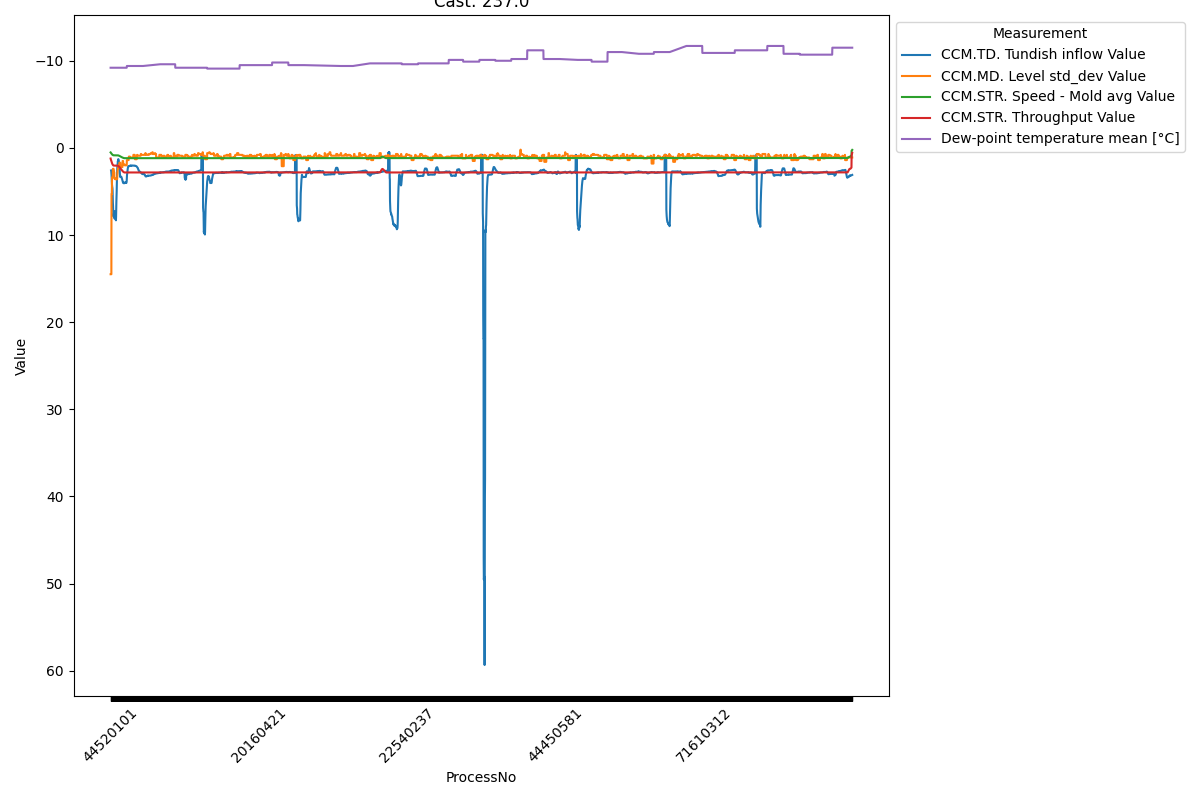 Cast: 237.0
Measurement
CCM.TD. Tundish inflow Value
CCM.MD. Level std_dev Value
CCM.STR. Speed - Mold avg Value
CCM.STR. Throughput Value
Dew-point temperature mean [°C]
−10
0
10
20
30
40
50
60
Value
44520101
20160421
22540237
44450581
71610312
ProcessNo